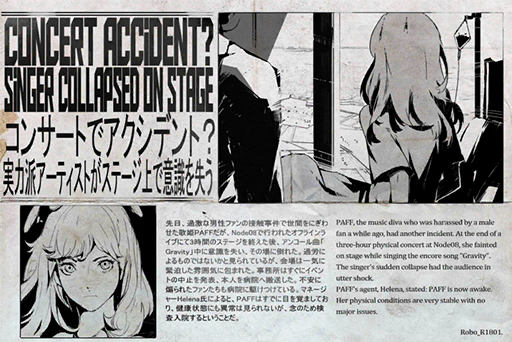 CONCERT ACCIDENT?
SINGER COLLAPSED ON STAGE
コンサートでアクシデント？
実力派アーティストがステージ上で意識を失う
先日、過激な男性ファンの接触事件で世間をにぎわ
せた歌姫PAFFだが、Node08で行われたオフラインラ
イブにて3時間のステージを終えた後、アンコール曲「
Gravity」中に意識を失い、その場に倒れた。過労に
よるものではないかと見られているが、会場は一気に
緊迫した雰囲気に包まれた。事務所はすぐにイベント
の中止を発表、本人を病院へ搬送した。不安に
煽られたファンたちも病院に駆けつけている。マネー
ジャーHelena氏によると、PAFFはすでに目を覚ましてお
り、健康状態にも異常は見られないが、念のため検
査入院するということだ。
PAFF, the music diva who was harassed by a male
fan a while ago, had another incident. At the end of a
three-hour physical concert at Node08, she fainted
on stage while singing the encore song "Gravity".
The singer's sudden collapse had the audience in
utter shock.
PAFF's agent, Helena, stated: PAFF is now awake.
Her physical conditions are very stable with no
major issues.
Robo_R1801.